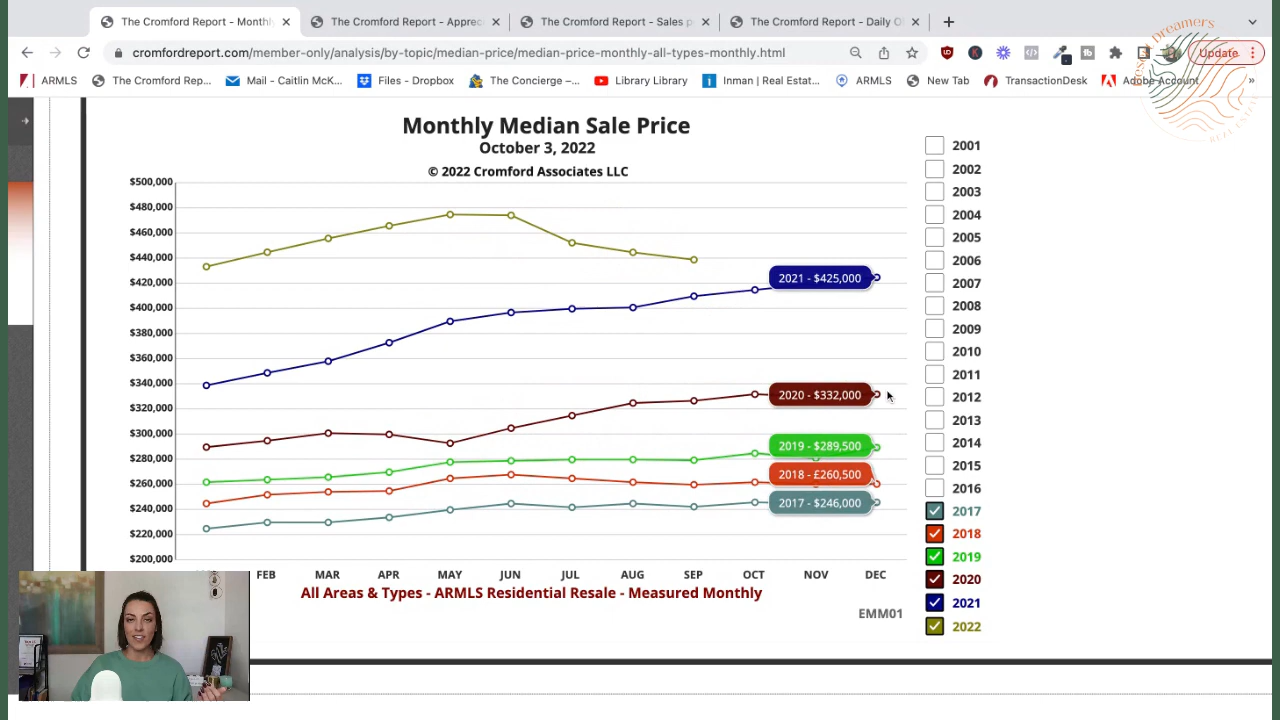 The Cromford Report - Monthl
The Cromford Report - Apprec
The Cromford Report - Sales p
The Cromford Report - Daily O
cromfordreport.com/member-only/analysis/by-topic/median-price/median-price-monthly-all-types-monthly.html
Update
ARMLS
The Cromford Rep...
Mail - Caitlin McK...
Files - Dropbox
The Concierge –...
Library Library
Inman | Real Estat...
ARMLS
New Tab
TransactionDesk
Adobe Account
»
Dreamers
REAL ESTATE
Monthly Median Sale Price
October 3, 2022
© 2022 Cromford Associates LLC
$500,000
$480,000
$460,000
$440,000
$420,000
$400,000
$380,000
$360,000
$340,000
$320,000
$300,000
$280,000
$260,000
$240,000
$220,000
$200,000
2021 - $425,000
2020 - $332,000
2019 - $289,500
2018 - £260,500
2017 - $246,000
FEB MAR APR MAY JUN JUL AUG SEP OCT NOV DEC
All Areas & Types - ARMLS Residential Resale - Measured Monthly
EMM01
2001
2002
2003
2004
2005
2006
2007
2008
2009
2010
2011
2012
2013
2014
2015
2016
2017
2018
2019
2020
2021
2022